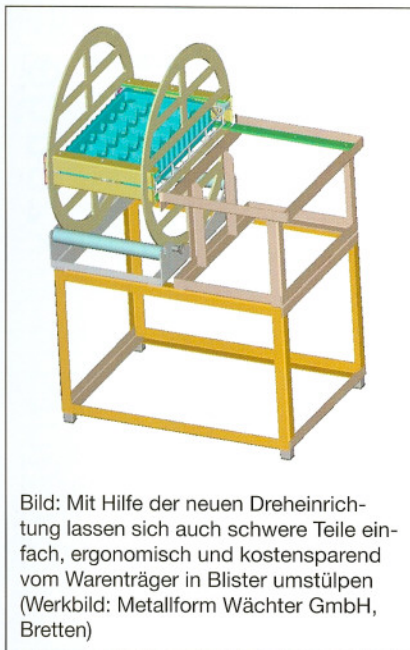 Bild: Mit Hilfe der neuen Dreheinrich-
tung lassen sich auch schwere Teile ein-
fach, ergonomisch und kostensparend
vom Warenträger in Blister umstülpen
(Werkbild: Metallform Wächter GmbH,
Bretten)